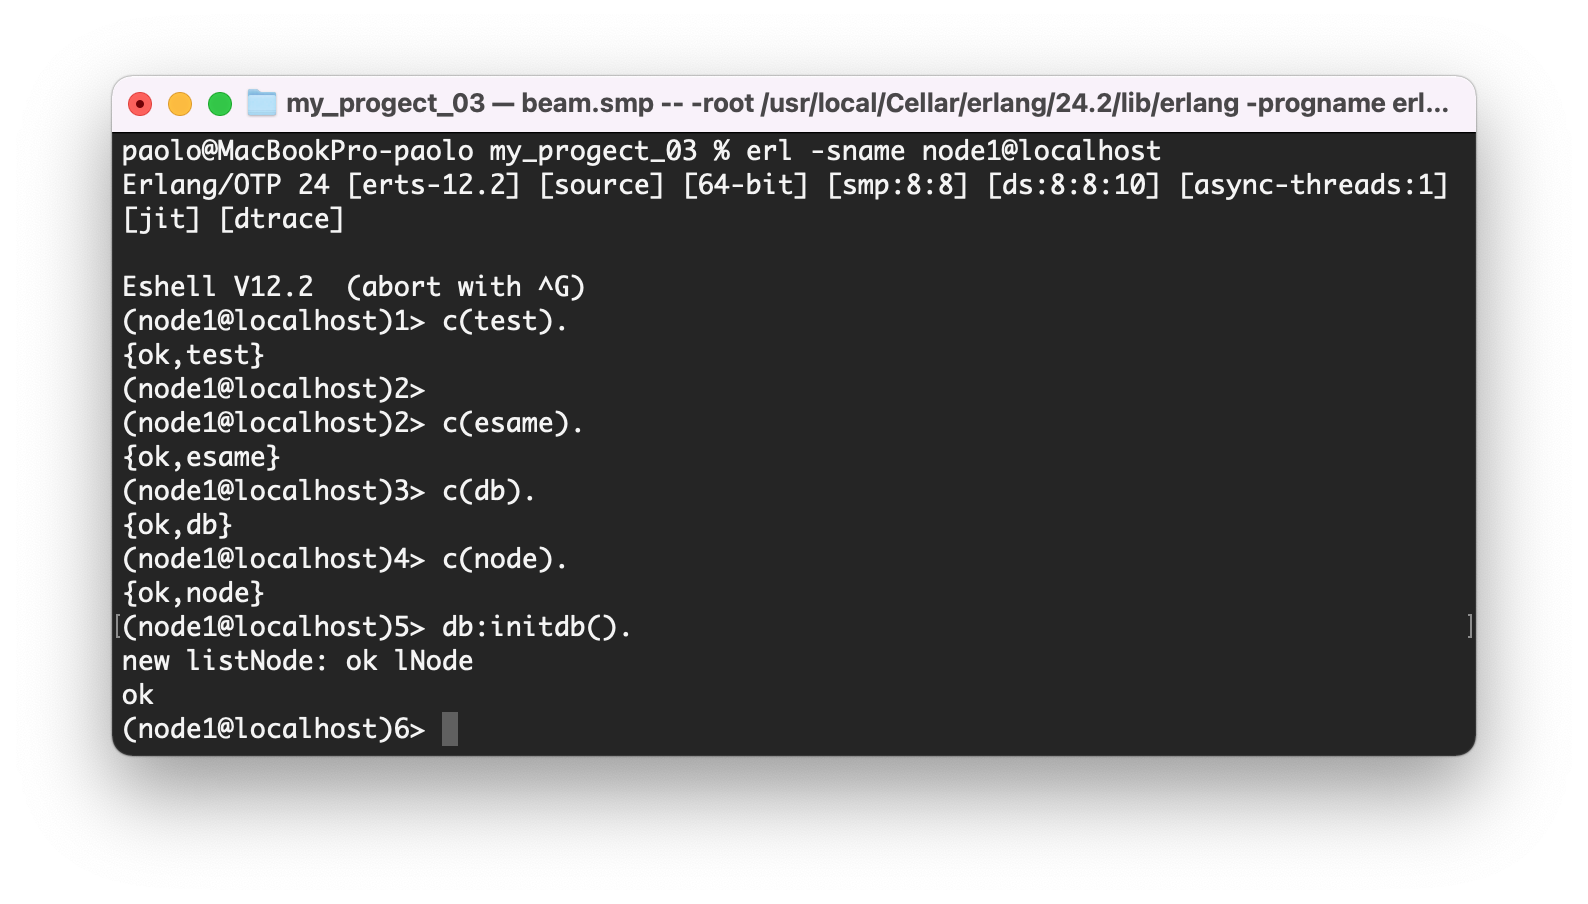 my_progect_03 — beam.smp -- -root /usr/local/Cellar/erlang/24.2/lib/erlang -progname erl...
paolo@MacBookPro-paolo my_progect_03 % erl -sname node1@localhost
Erlang/OTP 24 [erts-12.2] [source] [64-bit] [smp:8:8] [ds:8:8:10] [async-threads:1]
[jit] [dtrace]
Eshell V12.2  (abort with ^G)
(node1@localhost)1> c(test).
{ok,test}
(node1@localhost)2>
(node1@localhost)2> c(esame).
{ok,esame}
(node1@localhost)3> c(db).
{ok,db}
(node1@localhost)4> c(node).
{ok,node}
[(node1@localhost)5> db:initdb(). ]
new listNode: ok lNode
ok
(node1@localhost)6>